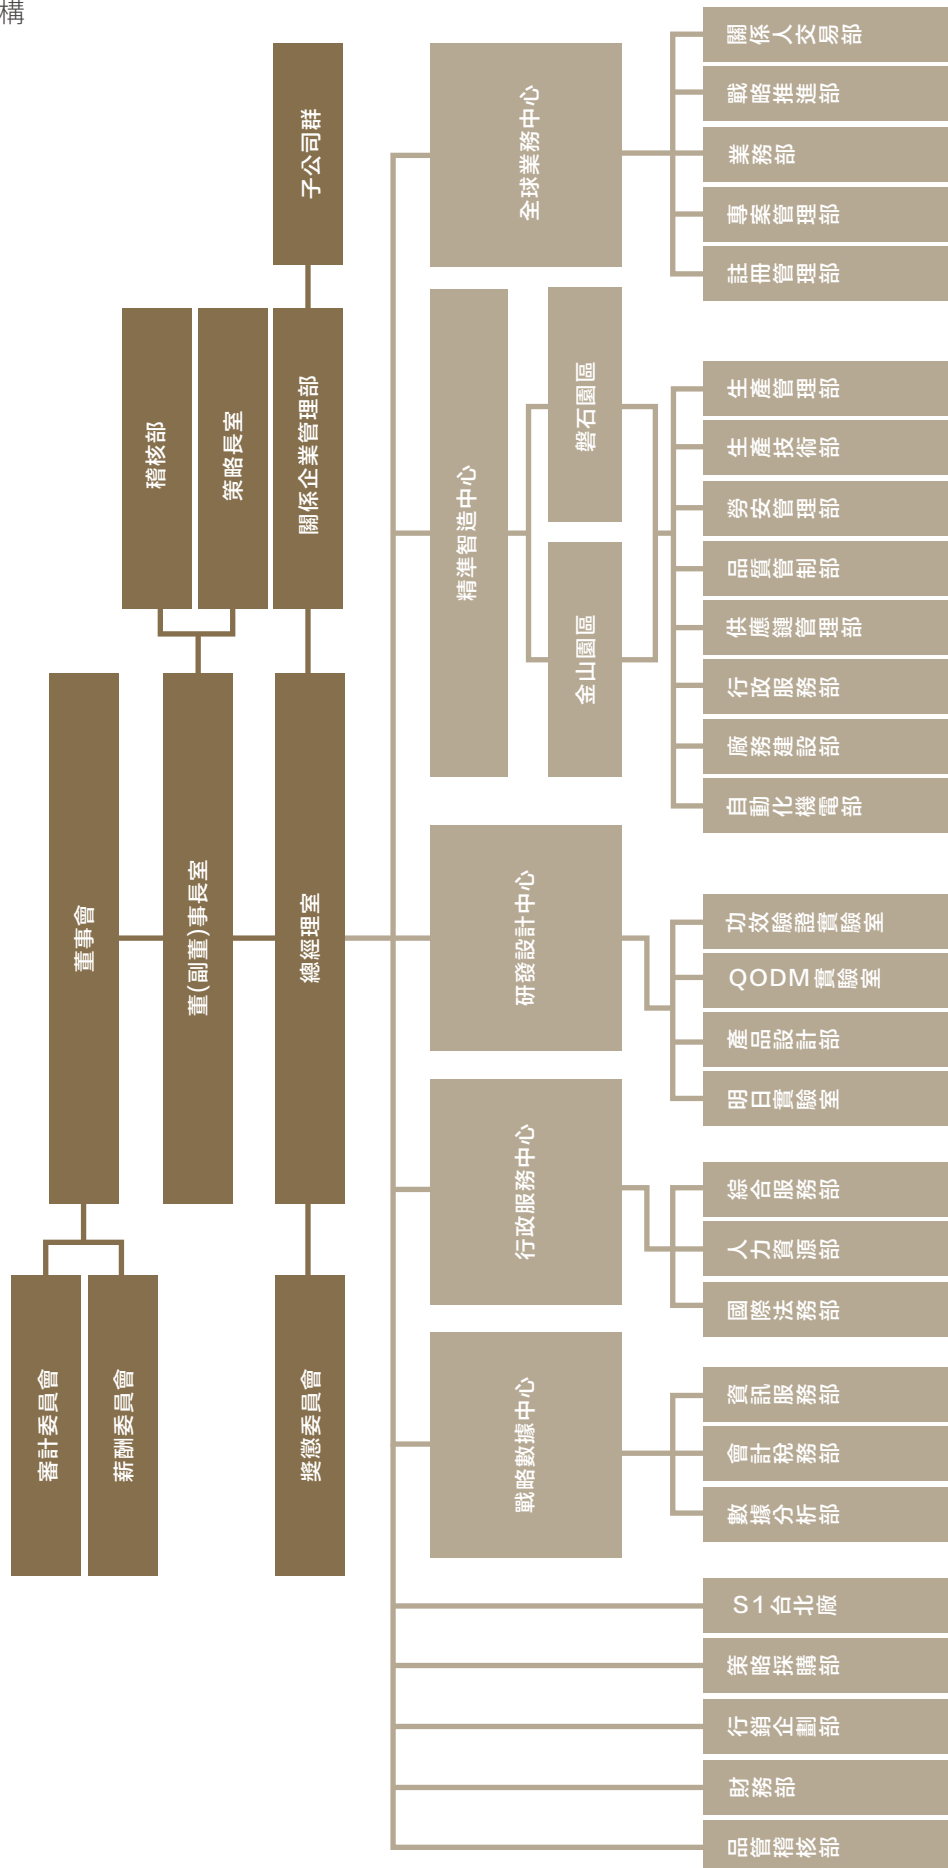 構
子公司群
稽核部
策略長室
關係企業管理部
董事會
董(副董)事長室
總經理室
審計委員會
薪酬委員會
獎懲委員會
全球業務中心
關係人交易部
戰略推進部
業務部
專案管理部
註冊管理部
精準智造中心
磐石園區
金山園區
生產管理部
生產技術部
勞安管理部
品質管制部
供應鏈管理部
行政服務部
廠務建設部
自動化機電部
研發設計中心
功效驗證實驗室
QODM 實驗室
產品設計部
明日實驗室
行政服務中心
綜合服務部
人力資源部
國際法務部
戰略數據中心
資訊服務部
會計稅務部
數據分析部
S1台北廠
策略採購部
行銷企劃部
財務部
品管稽核部